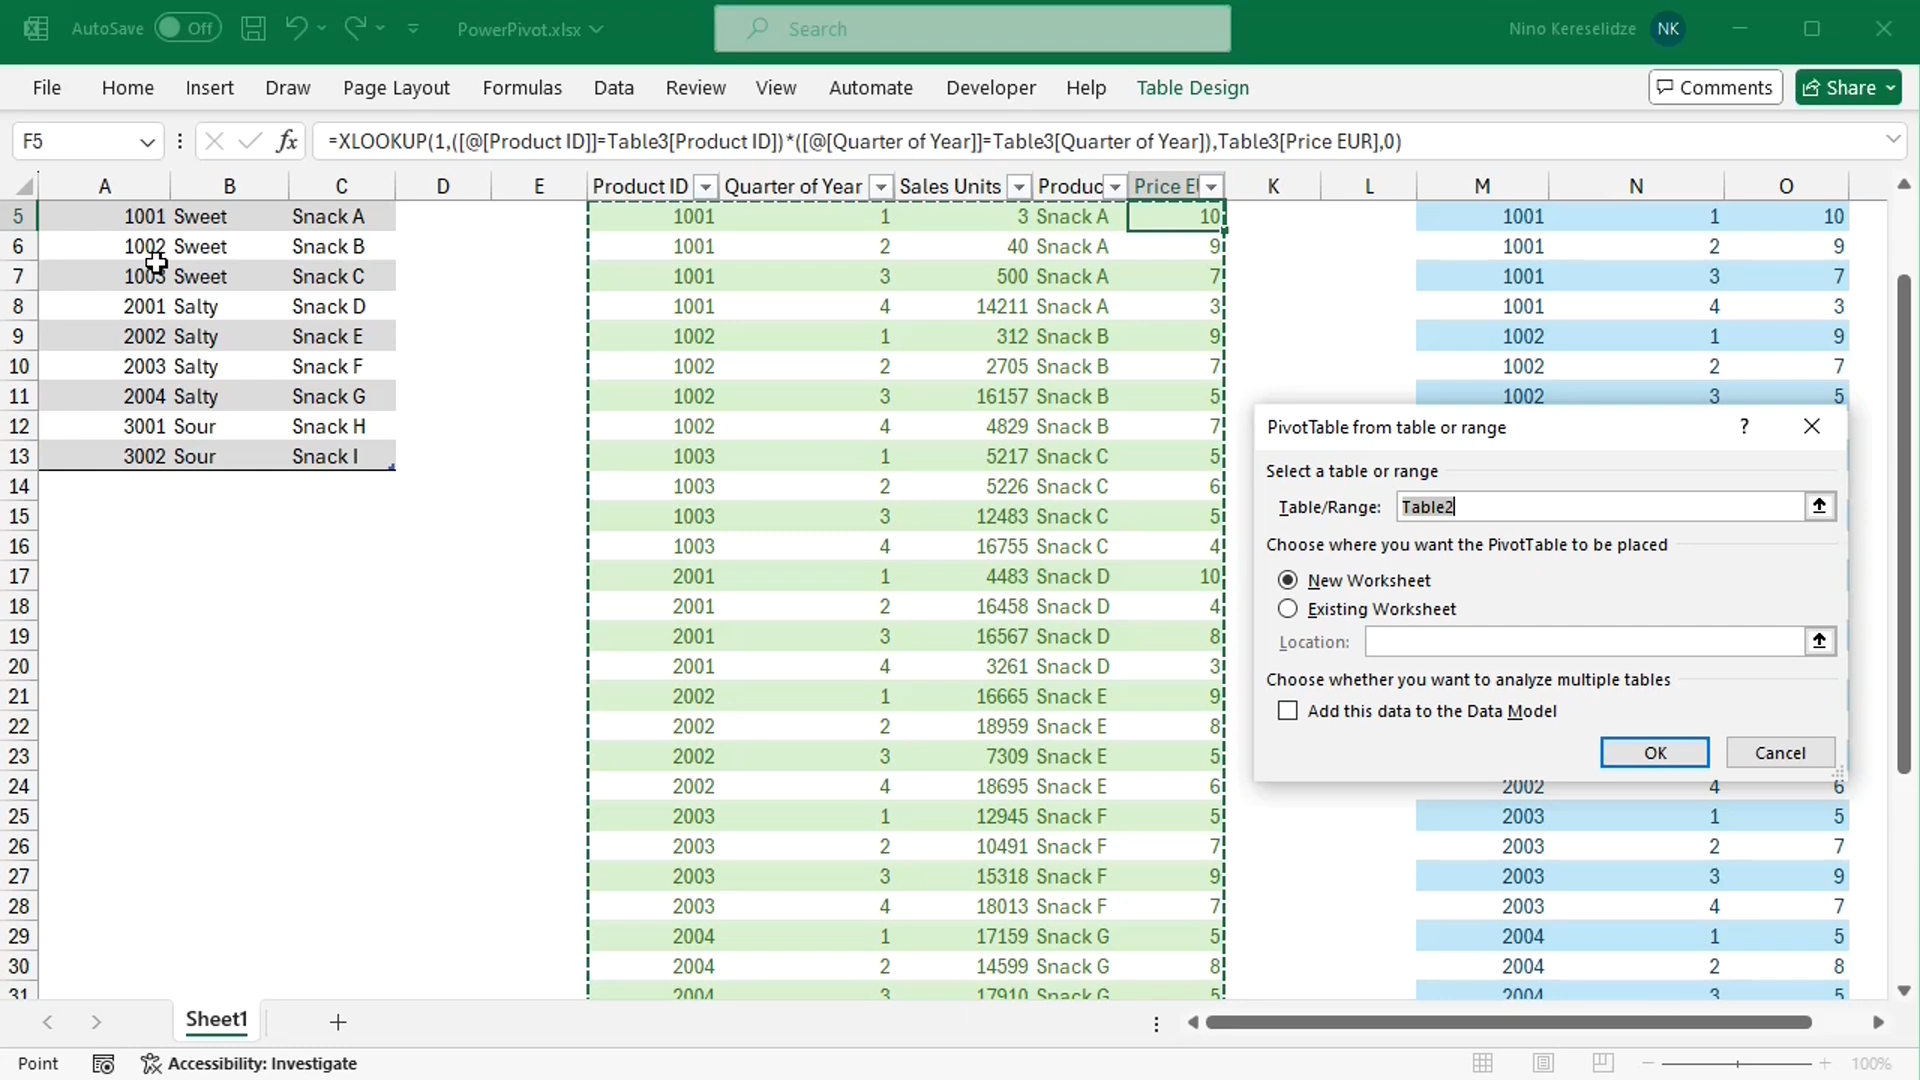 AutoSave Off PowerPivot.xlsx Search Nino Kereselidze NK
File Home Insert Draw Page Layout Formulas Data Review View Automate Developer Help Table Design Comments Share
F5 fx =XLOOKUP(1,([@[Product ID]]=Table3[Product ID])*([@[Quarter of Year]]=Table3[Quarter of Year]),Table3[Price EUR],0)
A B C D E Product ID Quarter of Year Sales Units Produc Price E K L M N O
5 1001 Sweet Snack A 1001 1 3 Snack A 10 1001 1 10
6 1002 Sweet Snack B 1001 2 40 Snack A 9 1001 2 9
7 1003 Sweet Snack C 1001 3 500 Snack A 7 1001 3 7
8 2001 Salty Snack D 1001 4 14211 Snack A 3 1001 4 3
9 2002 Salty Snack E 1002 1 312 Snack B 9 1002 1 9
10 2003 Salty Snack F 1002 2 2705 Snack B 7 1002 2 7
11 2004 Salty Snack G 1002 3 16157 Snack B 5 1002 3 5
12 3001 Sour Snack H 1002 4 4829 Snack B 7
13 3002 Sour Snack I 1003 1 5217 Snack C 5
14 1003 2 5226 Snack C 6
15 1003 3 12483 Snack C 5
16 1003 4 16755 Snack C 4
17 2001 1 4483 Snack D 10
18 2001 2 16458 Snack D 4
19 2001 3 16567 Snack D 8
20 2001 4 3261 Snack D 3
21 2002 1 16665 Snack E 9
22 2002 2 18959 Snack E 8
23 2002 3 7309 Snack E 5
24 2002 4 18695 Snack E 6 2002 4 6
25 2003 1 12945 Snack F 5 2003 1 5
26 2003 2 10491 Snack F 7 2003 2 7
27 2003 3 15318 Snack F 9 2003 3 9
28 2003 4 18013 Snack F 7 2003 4 7
29 2004 1 17159 Snack G 5 2004 1 5
30 2004 2 14599 Snack G 8 2004 2 8
31 2004 3 17910 Snack G 5 2004 3 5
PivotTable from table or range ?
Select a table or range
Table/Range: Table2
Choose where you want the PivotTable to be placed
New Worksheet
Existing Worksheet
Location:
Choose whether you want to analyze multiple tables
Add this data to the Data Model
OK Cancel
Sheet1
Point Accessibility: Investigate 100%